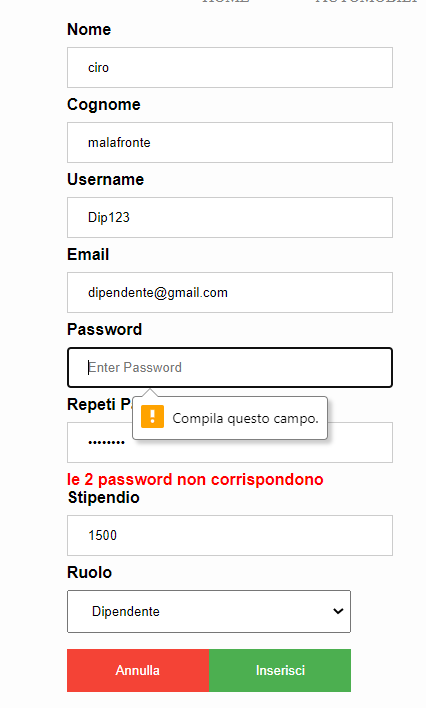 HOME AUTOMOBILI
Nome
ciro
Cognome
malafronte
Username
Dip123
Email
dipendente@gmail.com
Password
Enter Password
Compila questo campo.
Repeti
••••••••
le 2 password non corrispondono
Stipendio
1500
Ruolo
Dipendente
Annulla Inserisci